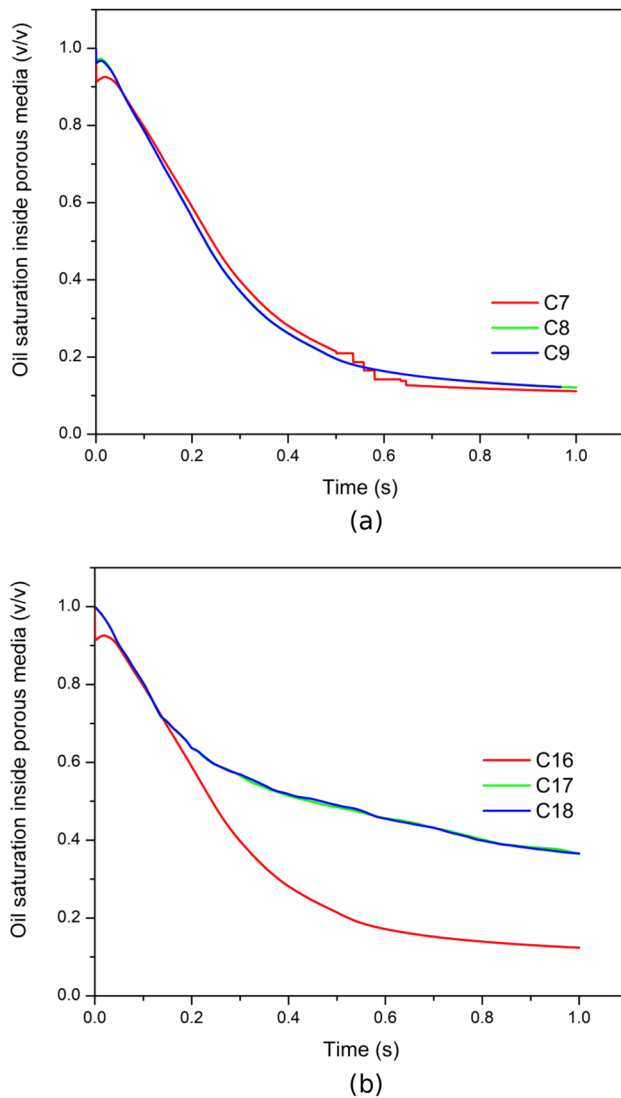 Oil saturation inside porous media (v/v)
1.0
0.8
0.6
0.4
0.2
0.0
C7
C8
C9
0.0 0.2 0.4 0.6 0.8 1.0
Time (s)
(a)
Oil saturation inside porous media (v/v)
1.0
0.8
0.6
0.4
0.2
0.0
C16
C17
C18
0.0 0.2 0.4 0.6 0.8 1.0
Time (s)
(b)